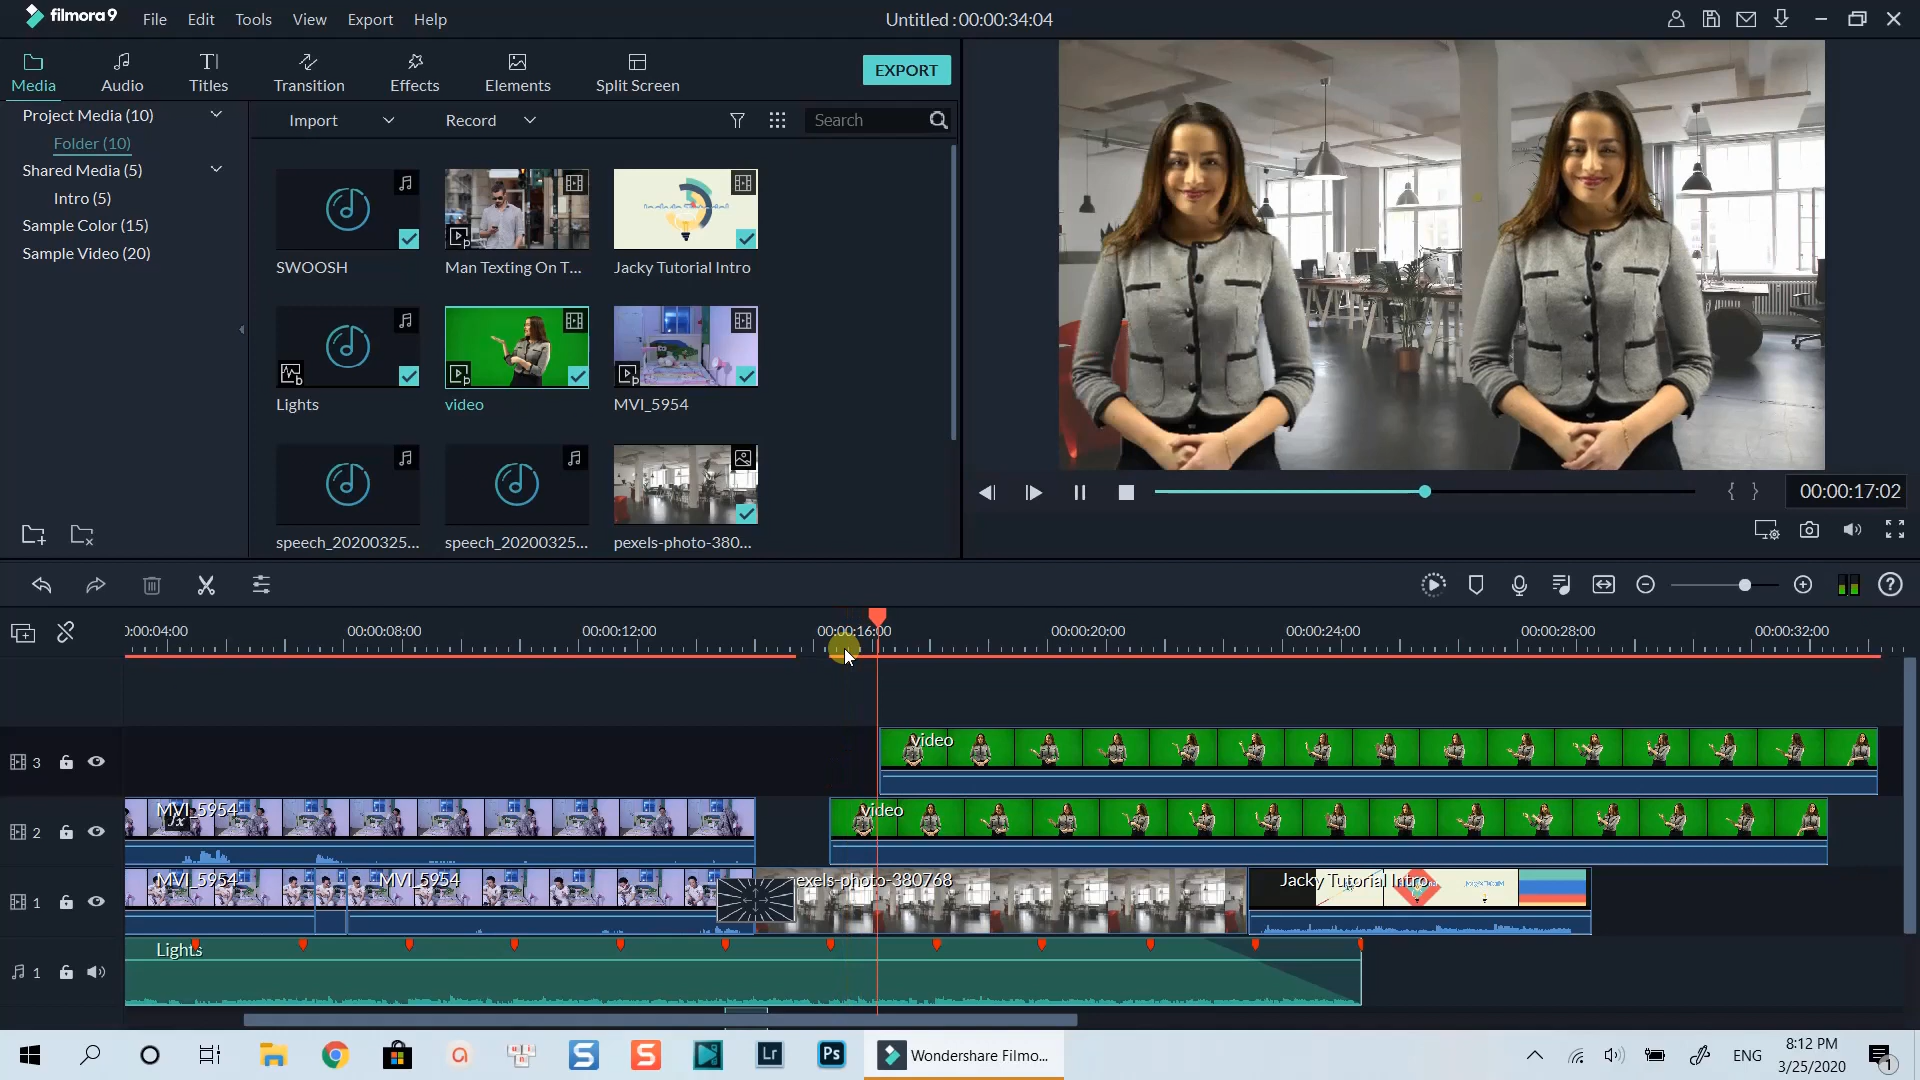 filmora9
File Edit Tools View Export Help
Untitled : 00:00:34:04
Media Audio Titles Transition Effects Elements Split Screen
EXPORT
Project Media (10)
Folder (10)
Shared Media (5)
Intro (5)
Sample Color (15)
Sample Video (20)
Import Record Search
SWOOSH Man Texting On T... Jacky Tutorial Intro
Lights video MVI_5954
speech_20200325... speech_20200325... pexels-photo-380...
00:00:17:02
0:00:04:00 00:00:08:00 00:00:12:00 00:00:16:00 00:00:20:00 00:00:24:00 00:00:28:00 00:00:32:00
3 video
2 MVI_5954 video
1 MVI_5954 MVI_5954 pexels-photo-380768 Jacky Tutorial Intro
1 Lights
Lr Ps Wondershare Filmo... ENG
8:12 PM
3/25/2020
1